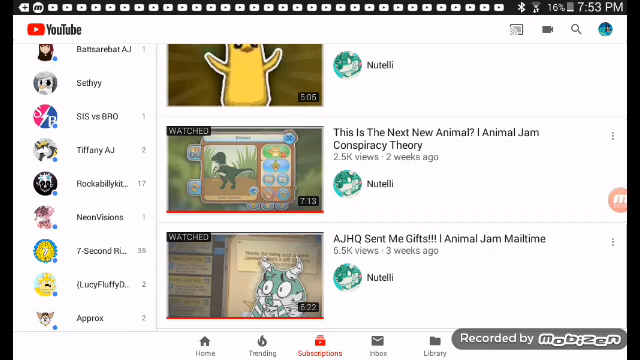 16% 7:53 PM
YouTube
Battsarebat AJ 1
Sethyy
SIS vs BRO 1
Tiffany AJ 2
Rockabillykit... 17
NeonVisions 1
7-Second Ri... 35
{LucyFluffyD... 2
Approx 2
5:05
Nutelli
WATCHED
7:13
This Is The Next New Animal? l Animal Jam
Conspiracy Theory
2.5K views · 2 weeks ago
Nutelli
WATCHED
6:22
AJHQ Sent Me Gifts!!! l Animal Jam Mailtime
6.5K views · 3 weeks ago
Nutelli
Home Trending Subscriptions Inbox Library
Recorded by MOBIZEN